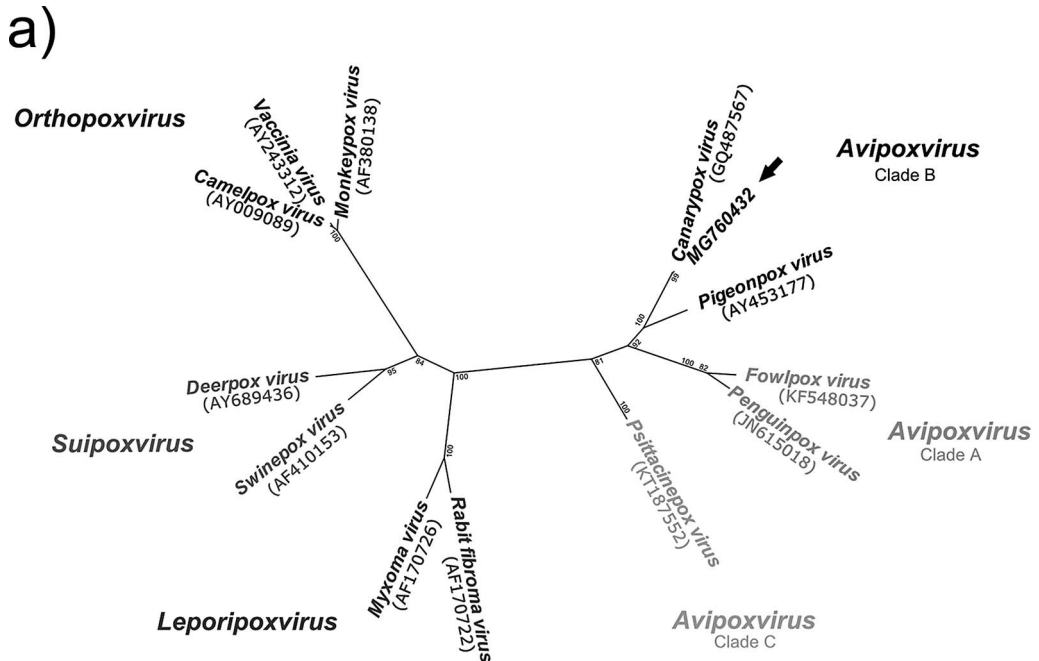 a)
Orthopoxvirus
Vaccinia virus
(AY243312)
Monkeypox virus
(AF380138)
Camelpox virus
(AY009089)
100
Canarypox virus
(GQ487567)
MG760432
99
Avipoxvirus
Clade B
Pigeonpox virus
(AY453177)
100
92
81
100
82
Fowlpox virus
(KF548037)
Penguinpox virus
(JN615018)
Avipoxvirus
Clade A
100
Psittacinepox virus
(KT187552)
Avipoxvirus
Clade C
84
95
100
Deerpox virus
(AY689436)
Suipoxvirus
Swinepox virus
(AF410153)
100
Myxoma virus
(AF170726)
Rabit fibroma virus
(AF170722)
Leporipoxvirus